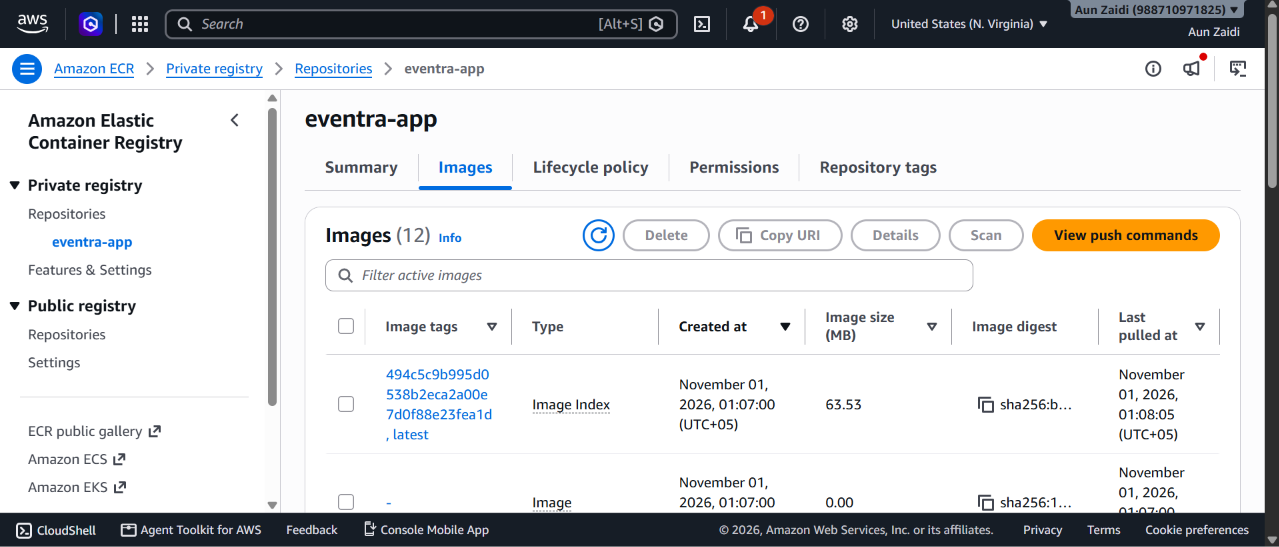 aws
Search
[Alt+S]
1
United States (N. Virginia)
Aun Zaidi (988710971825)
Aun Zaidi
Amazon ECR
Private registry
Repositories
eventra-app
Amazon Elastic
Container Registry
Private registry
Repositories
eventra-app
Features & Settings
Public registry
Repositories
Settings
ECR public gallery
Amazon ECS
Amazon EKS
eventra-app
Summary
Images
Lifecycle policy
Permissions
Repository tags
Images (12)
Info
Delete
Copy URI
Details
Scan
View push commands
Filter active images
Image tags
Type
Created at
Image size
(MB)
Image digest
Last
pulled at
494c5c9b995d0
538b2eca2a00e
7d0f88e23fea1d
, latest
Image Index
November 01,
2026, 01:07:00
(UTC+05)
63.53
sha256:b...
November
01, 2026,
01:08:05
(UTC+05)
-
Image
November 01,
2026, 01:07:00
0.00
sha256:1...
November
01, 2026,
01:07:00
CloudShell
Agent Toolkit for AWS
Feedback
Console Mobile App
© 2026, Amazon Web Services, Inc. or its affiliates.
Privacy
Terms
Cookie preferences